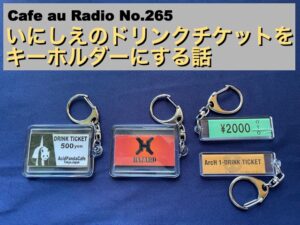 Cafe au Radio No.265
いにしえのドリンクチケットを
キーホルダーにする話
DRINK TICKET
500yen
AcidPandaCafe
¥2000
ArcH 1-DRINK TICKET